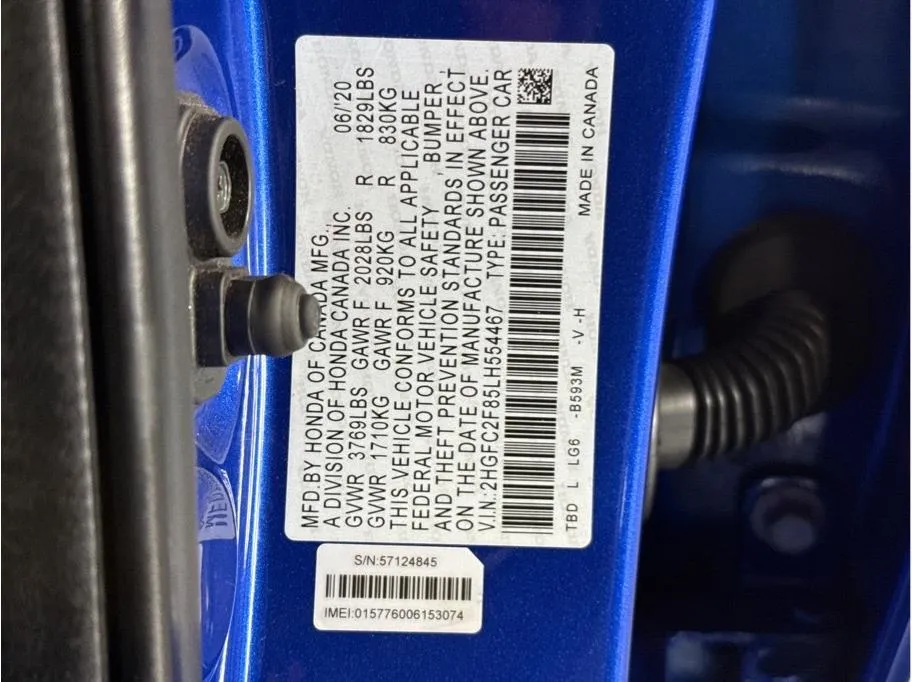 MFD.BY HONDA OF CANADA MFG.,
A DIVISION OF HONDA CANADA INC. 06/'20
GVWR 3769LBS GAWR F 2028LBS R 1829LBS
GVWR 1710KG GAWR F 920KG R 830KG
THIS VEHICLE CONFORMS TO ALL APPLICABLE
FEDERAL MOTOR VEHICLE SAFETY , BUMPER,
AND THEFT PREVENTION STANDARDS IN EFFECT
ON THE DATE OF MANUFACTURE SHOWN ABOVE.
V.I.N.:2HGFC2F85LH554467 TYPE: PASSENGER CAR
TBD L LG6 -B593M -V -H MADE IN CANADA
S/N:57124845
IMEI:015776006153074